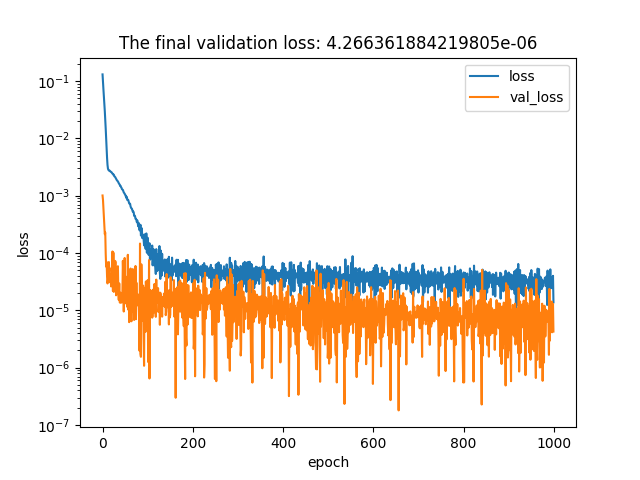 The final validation loss: 4.266361884219805e-06
loss
val_loss
10⁻¹
10⁻²
10⁻³
10⁻⁴
10⁻⁵
10⁻⁶
10⁻⁷
loss
0 200 400 600 800 1000
epoch